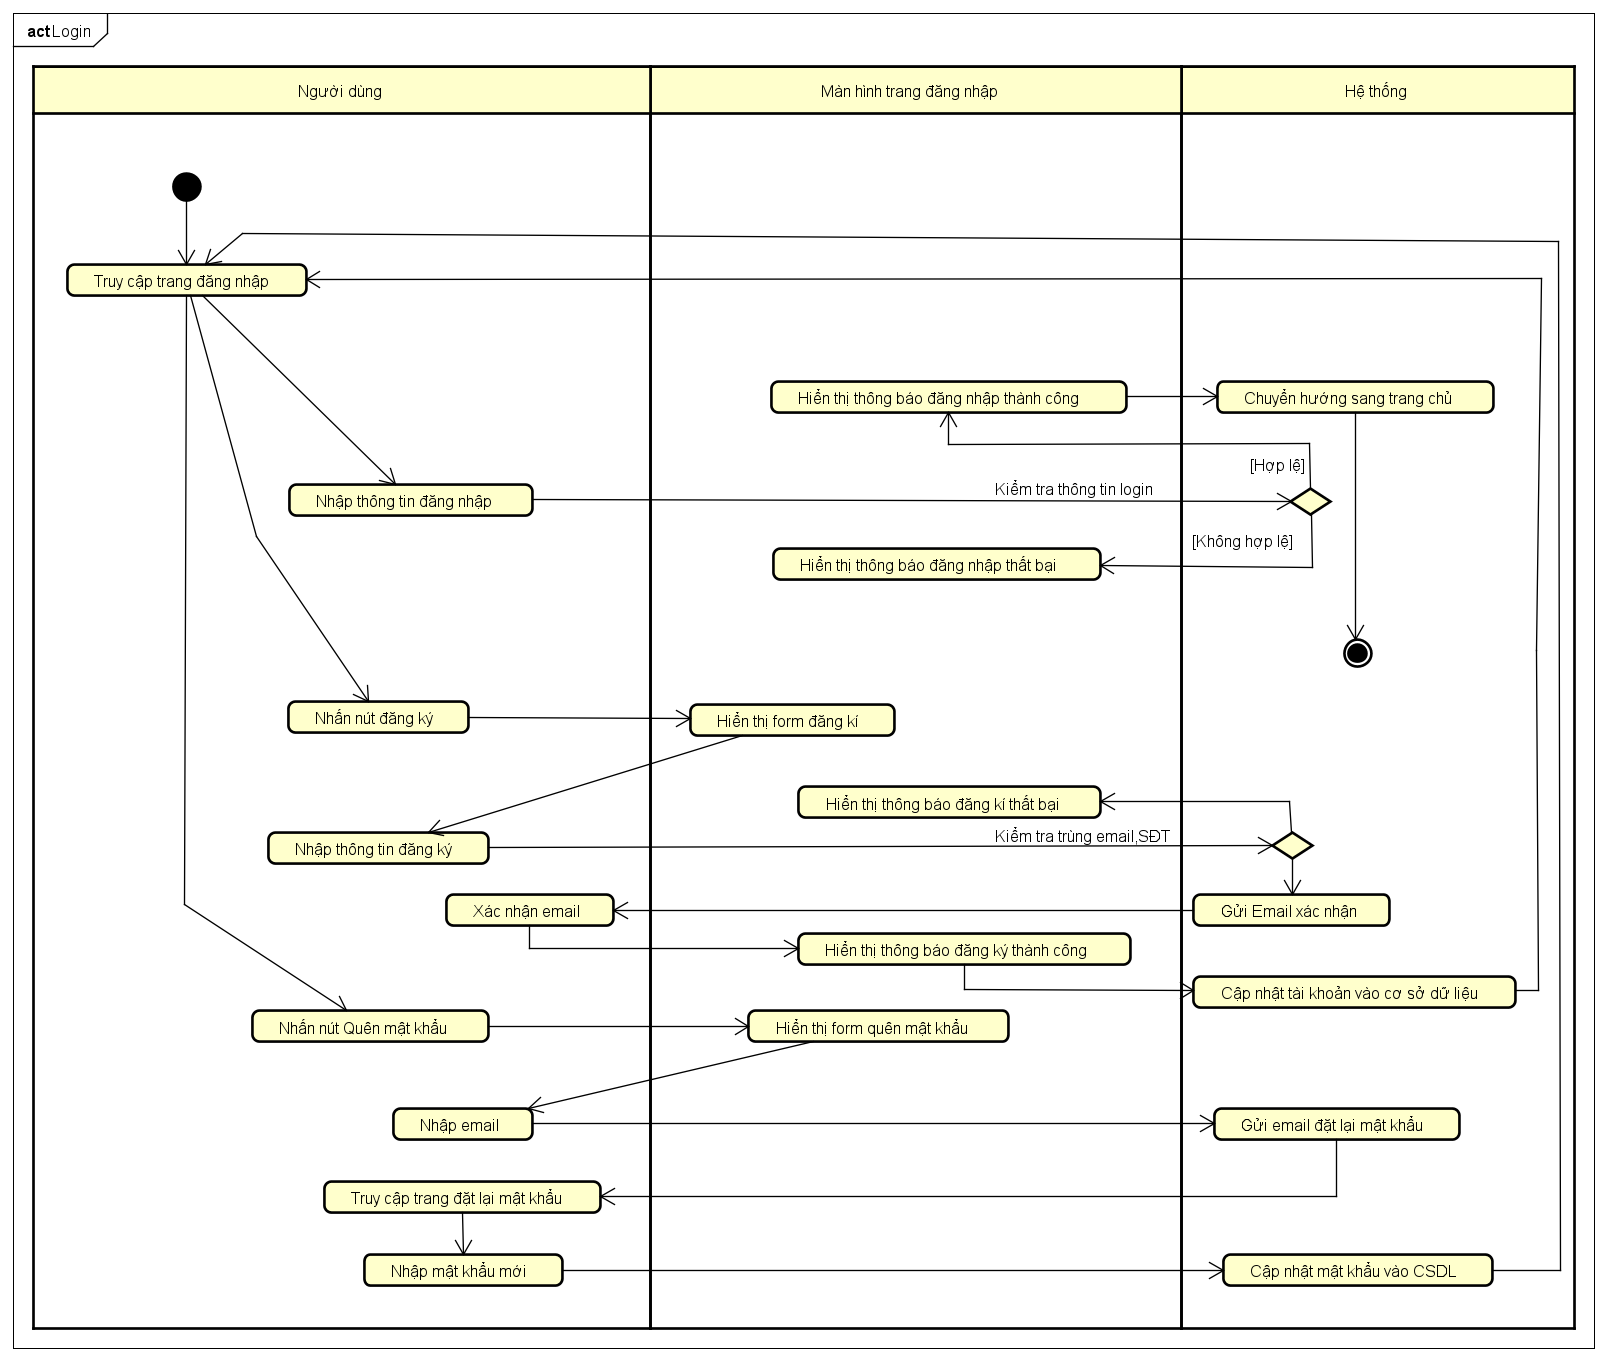 act Login
Người dùng
Màn hình trang đăng nhập
Hệ thống
Truy cập trang đăng nhập
Hiển thị thông báo đăng nhập thành công
Chuyển hướng sang trang chủ
[Hợp lệ]
Nhập thông tin đăng nhập
Kiểm tra thông tin login
[Không hợp lệ]
Hiển thị thông báo đăng nhập thất bại
Nhấn nút đăng ký
Hiển thị form đăng kí
Hiển thị thông báo đăng kí thất bại
Nhập thông tin đăng ký
Kiểm tra trùng email,SĐT
Xác nhận email
Gửi Email xác nhận
Hiển thị thông báo đăng ký thành công
Cập nhật tài khoản vào cơ sở dữ liệu
Nhấn nút Quên mật khẩu
Hiển thị form quên mật khẩu
Nhập email
Gửi email đặt lại mật khẩu
Truy cập trang đặt lại mật khẩu
Nhập mật khẩu mới
Cập nhật mật khẩu vào CSDL